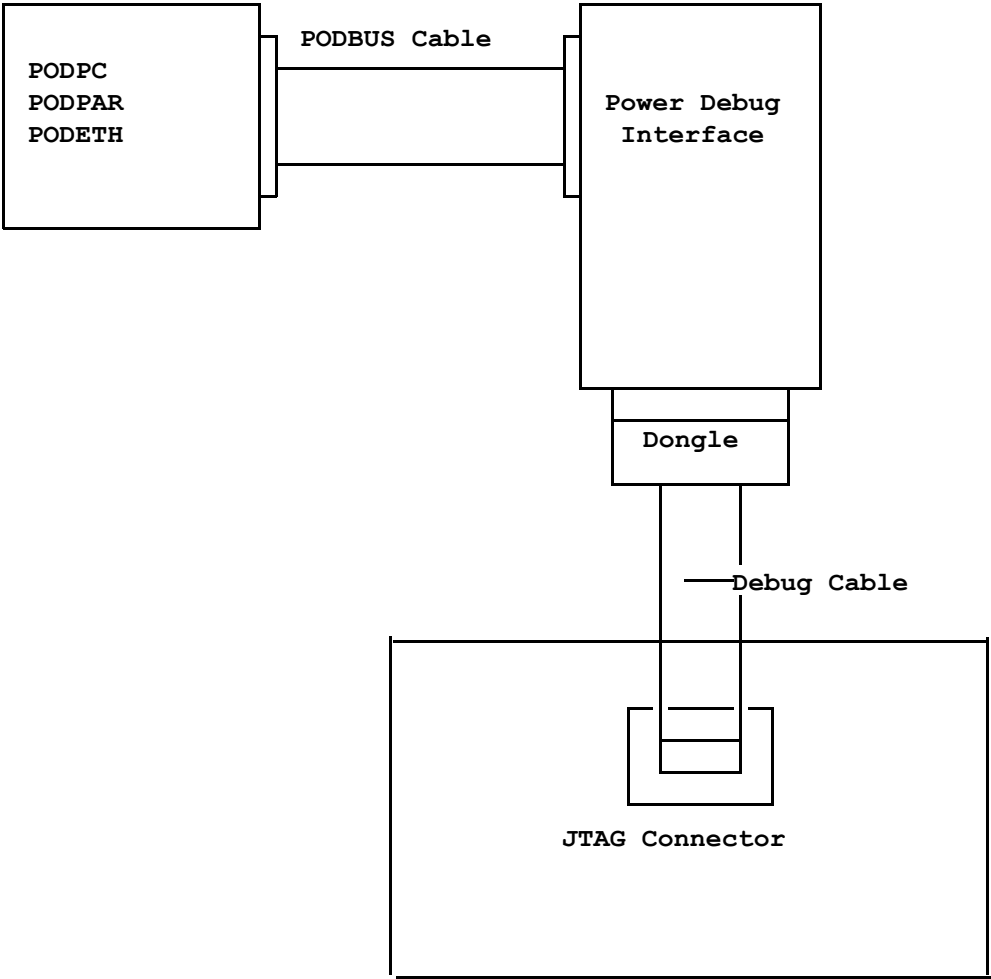 PODBUS Cable
PODPC
PODPAR
PODETH
Power Debug
Interface
Dongle
Debug Cable
JTAG Connector